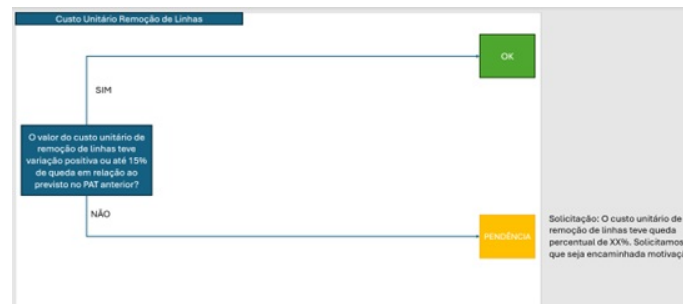 Custo Unitário Remoção de Linhas
OK
SIM
O valor do custo unitário de
remoção de linhas teve
variação positiva ou até 15%
de queda em relação ao
previsto no PAT anterior?
NÃO
PENDÊNCIA
Solicitação: O custo unitário de
remoção de linhas teve queda
percentual de XX%. Solicitamos
que seja encaminhada